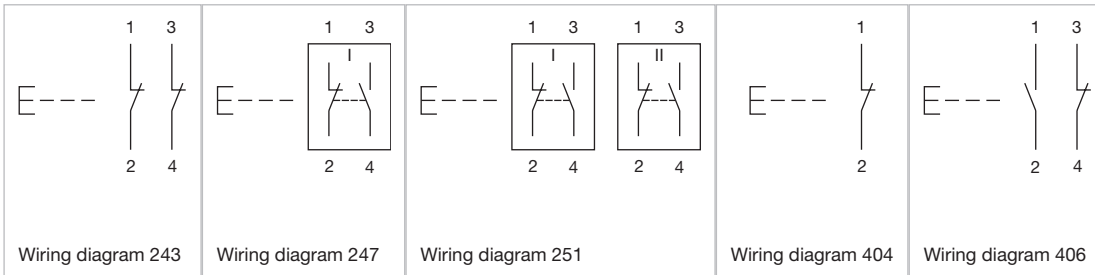 1 3 1 3 1 3 1 3 1 1 3
I I II
2 4 2 4 2 4 2 4 2 2 4
Wiring diagram 243 Wiring diagram 247 Wiring diagram 251 Wiring diagram 404 Wiring diagram 406